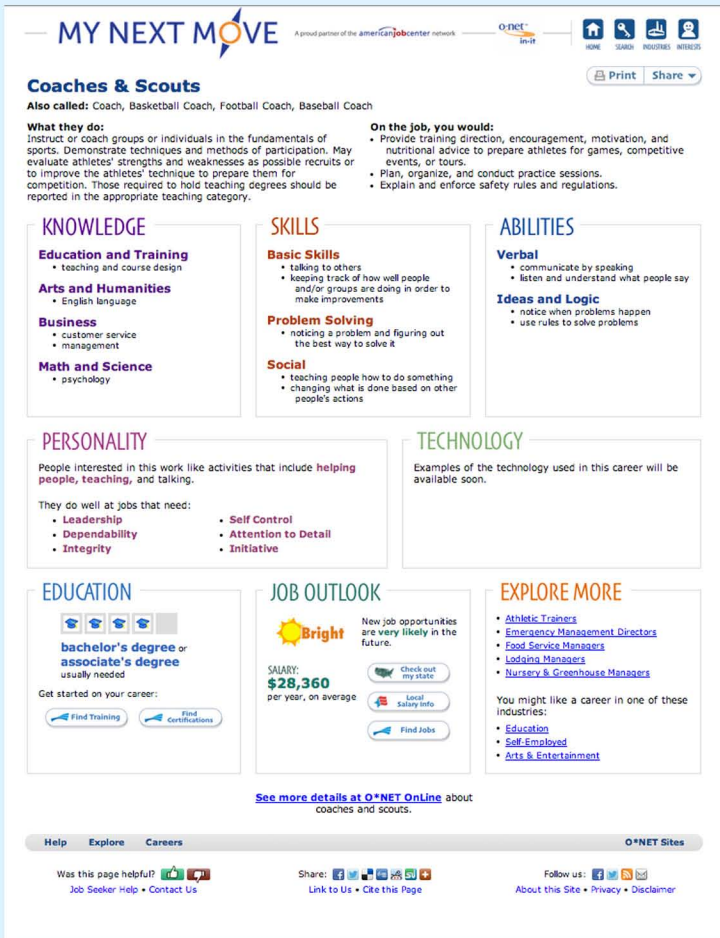 MY NEXT MOVE
A proud partner of the americanjobcenter network
o·net in-it
HOME SEARCH INDUSTRIES INTERESTS
Print Share
Coaches & Scouts
Also called: Coach, Basketball Coach, Football Coach, Baseball Coach
What they do:
Instruct or coach groups or individuals in the fundamentals of
sports. Demonstrate techniques and methods of participation. May
evaluate athletes' strengths and weaknesses as possible recruits or
to improve the athletes' technique to prepare them for
competition. Those required to hold teaching degrees should be
reported in the appropriate teaching category.
On the job, you would:
• Provide training direction, encouragement, motivation, and
nutritional advice to prepare athletes for games, competitive
events, or tours.
• Plan, organize, and conduct practice sessions.
• Explain and enforce safety rules and regulations.
KNOWLEDGE
Education and Training
• teaching and course design
Arts and Humanities
• English language
Business
• customer service
• management
Math and Science
• psychology
SKILLS
Basic Skills
• talking to others
• keeping track of how well people
and/or groups are doing in order to
make improvements
Problem Solving
• noticing a problem and figuring out
the best way to solve it
Social
• teaching people how to do something
• changing what is done based on other
people's actions
ABILITIES
Verbal
• communicate by speaking
• listen and understand what people say
Ideas and Logic
• notice when problems happen
• use rules to solve problems
PERSONALITY
People interested in this work like activities that include helping
people, teaching, and talking.
They do well at jobs that need:
• Leadership
• Dependability
• Integrity
• Self Control
• Attention to Detail
• Initiative
TECHNOLOGY
Examples of the technology used in this career will be
available soon.
EDUCATION
bachelor's degree or
associate's degree
usually needed
Get started on your career:
Find Training
Find
Certifications
JOB OUTLOOK
Bright
New job opportunities
are very likely in the
future.
SALARY:
$28,360
per year, on average
Check out
my state
Local
Salary Info
Find Jobs
EXPLORE MORE
• Athletic Trainers
• Emergency Management Directors
• Food Service Managers
• Lodging Managers
• Nursery & Greenhouse Managers
You might like a career in one of these
industries:
• Education
• Self-Employed
• Arts & Entertainment
See more details at O*NET OnLine about
coaches and scouts.
Help Explore Careers O*NET Sites
Was this page helpful?
Job Seeker Help • Contact Us
Share:
Link to Us • Cite this Page
Follow us:
About this Site • Privacy • Disclaimer